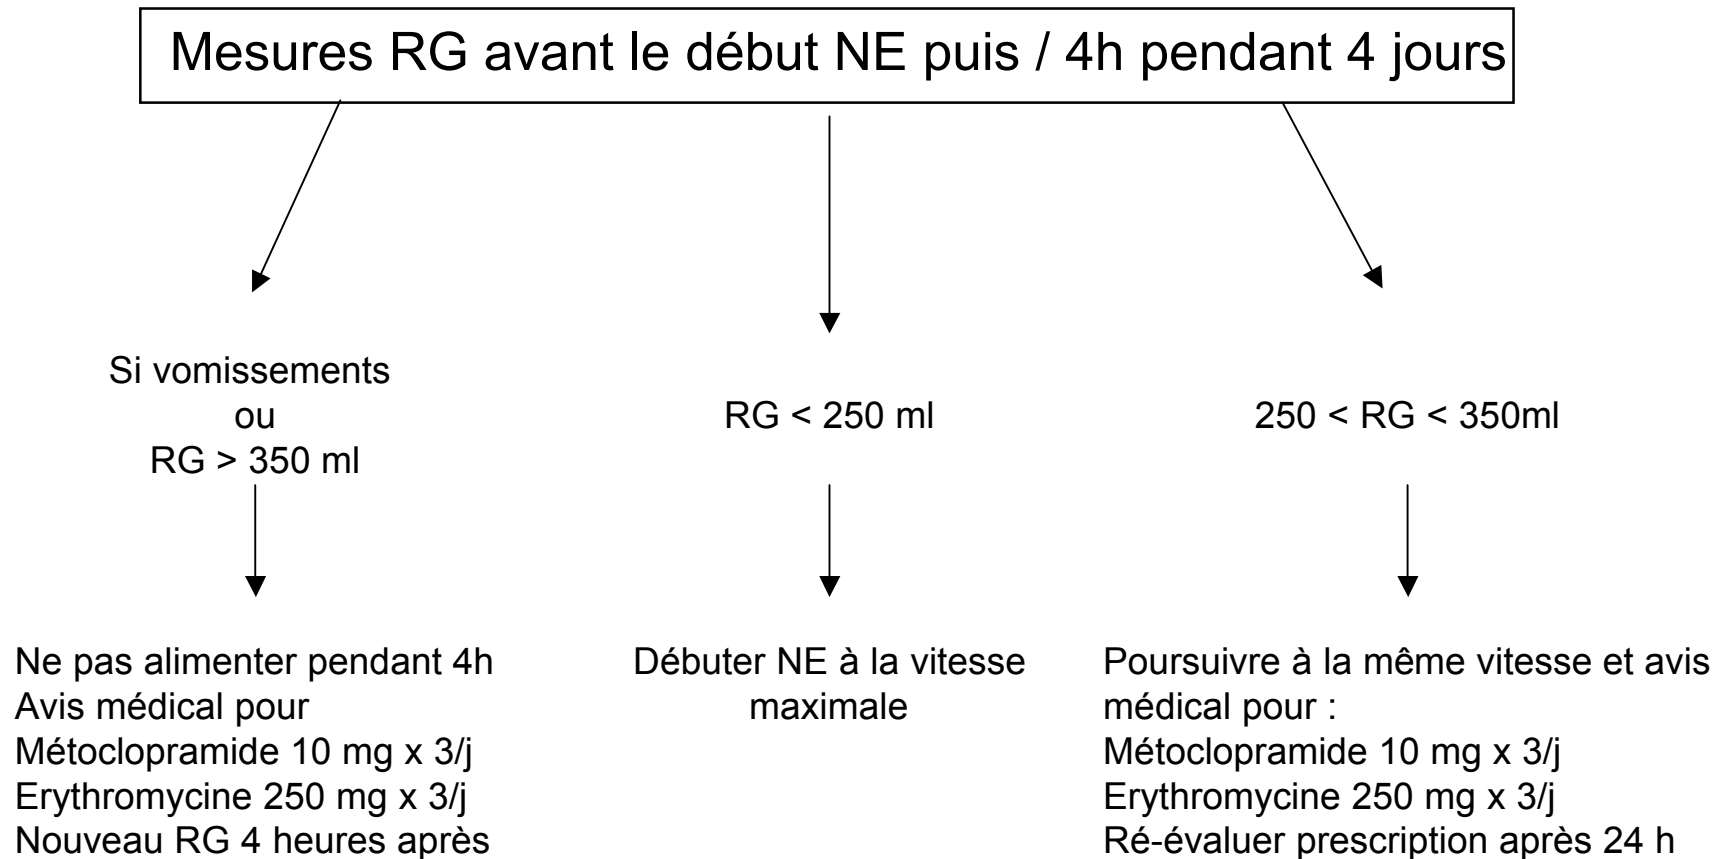 Mesures RG avant le début NE puis / 4h pendant 4 jours
Si vomissements
ou
RG > 350 ml
RG < 250 ml
250 < RG < 350ml
Ne pas alimenter pendant 4h
Avis médical pour
Métoclopramide 10 mg x 3/j
Erythromycine 250 mg x 3/j
Nouveau RG 4 heures après
Débuter NE à la vitesse
maximale
Poursuivre à la même vitesse et avis
médical pour :
Métoclopramide 10 mg x 3/j
Erythromycine 250 mg x 3/j
Ré-évaluer prescription après 24 h